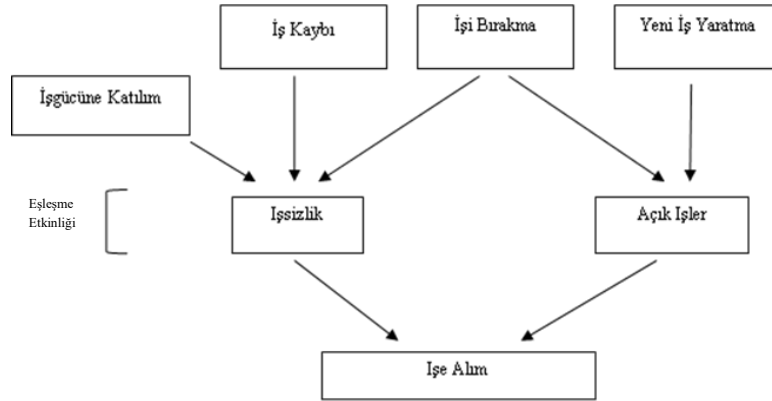 İş Kaybı
İşi Bırakma
Yeni İş Yaratma
İşgücüne Katılım
Eşleşme
Etkinliği
Işsizlik
Açık Işler
Işe Alım